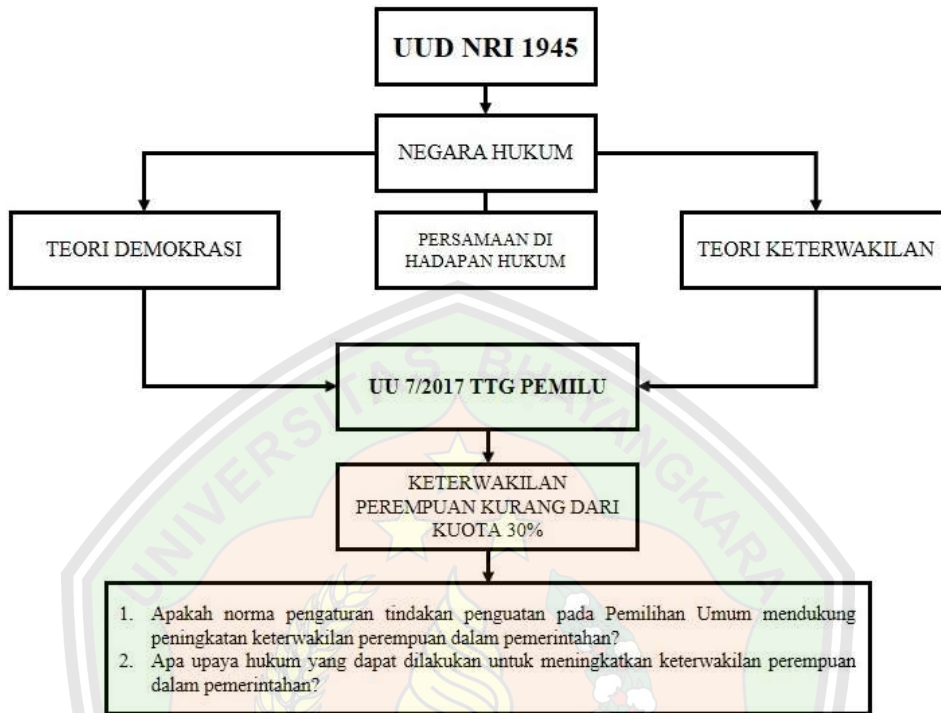 UUD NRI 1945
NEGARA HUKUM
TEORI DEMOKRASI
PERSAMAAN DI
HADAPAN HUKUM
TEORI KETERWAKILAN
UU 7/2017 TTG PEMILU
KETERWAKILAN
PEREMPUAN KURANG DARI
KUOTA 30%
1. Apakah norma pengaturan tindakan penguatan pada Pemilihan Umum mendukung
peningkatan keterwakilan perempuan dalam pemerintahan?
2. Apa upaya hukum yang dapat dilakukan untuk meningkatkan keterwakilan perempuan
dalam pemerintahan?
UNIVERSITAS BHAYANGKARA